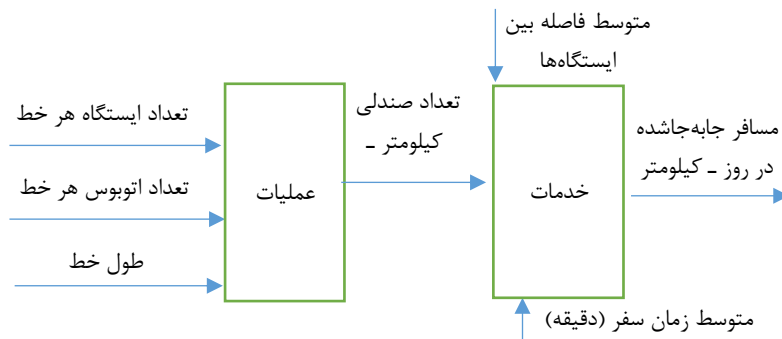 متوسط فاصله بین
ایستگاه‌ها
تعداد صندلی
کیلومتر ـ
تعداد ایستگاه هر خط
مسافر جابه‌جاشده
در روز ـ کیلومتر
تعداد اتوبوس هر خط
عملیات
خدمات
طول خط
متوسط زمان سفر (دقیقه)